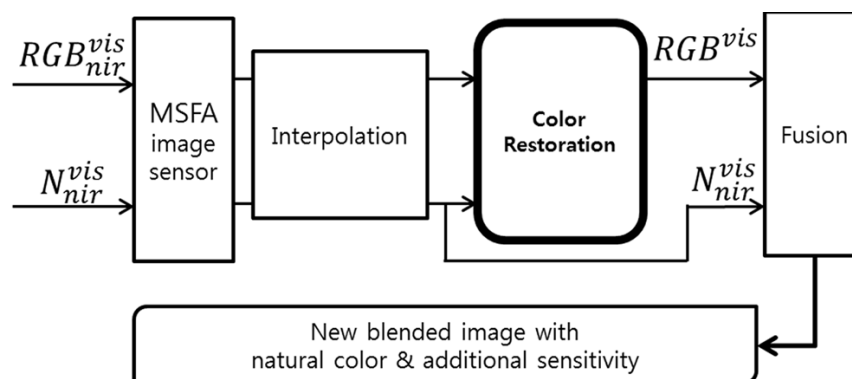 RGB^{vis}_{nir}
N^{vis}_{nir}
MSFA
image
sensor
Interpolation
Color
Restoration
RGB^{vis}
N^{vis}_{nir}
Fusion
New blended image with
natural color & additional sensitivity